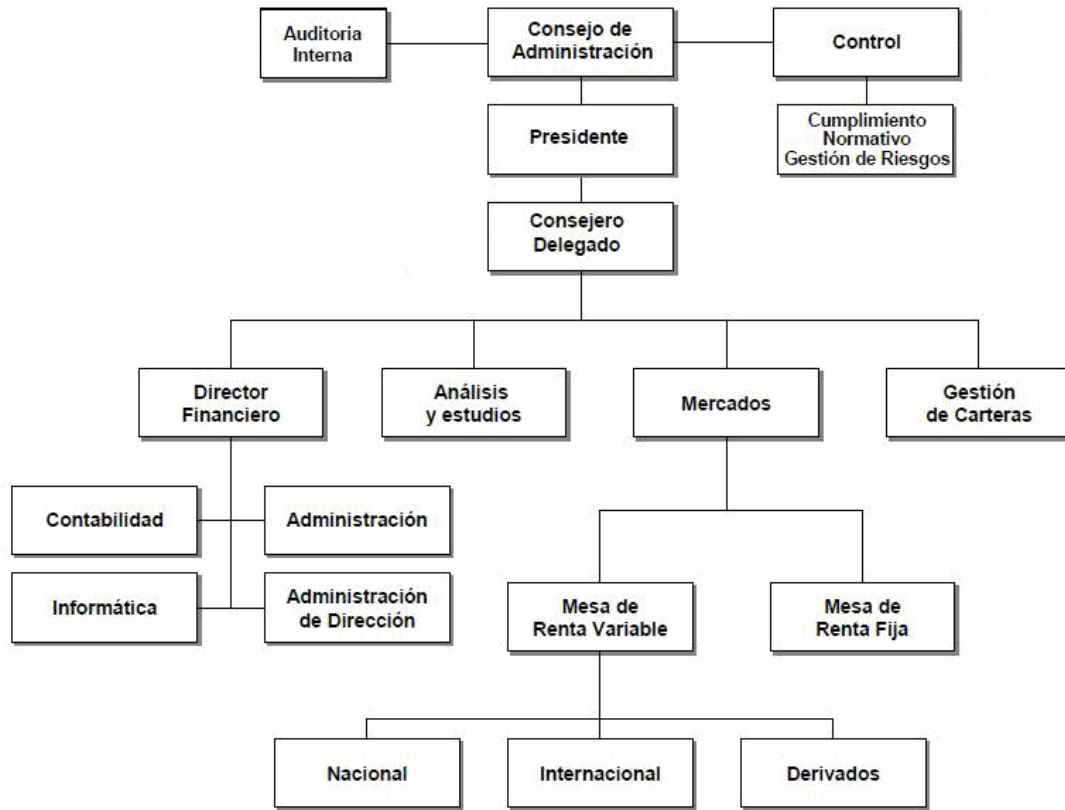 Auditoria
Interna
Consejo de
Administración
Control
Cumplimiento
Normativo
Gestión de Riesgos
Presidente
Consejero
Delegado
Director
Financiero
Análisis
y estudios
Mercados
Gestión
de Carteras
Contabilidad
Administración
Informática
Administración
de Dirección
Mesa de
Renta Variable
Mesa de
Renta Fija
Nacional
Internacional
Derivados